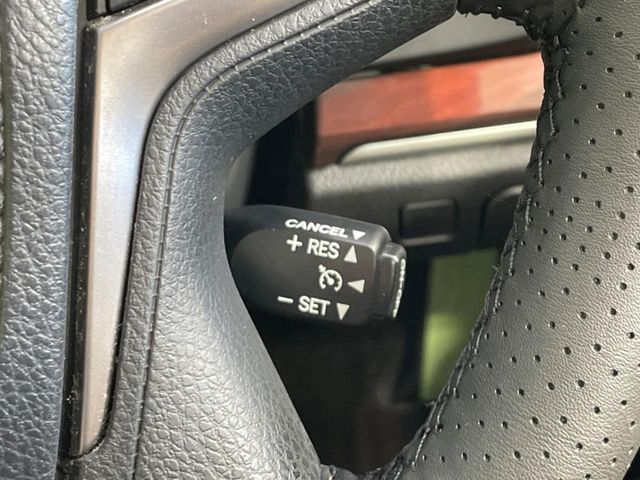 CANCEL ▼
+ RES ▲
◀
− SET ▼